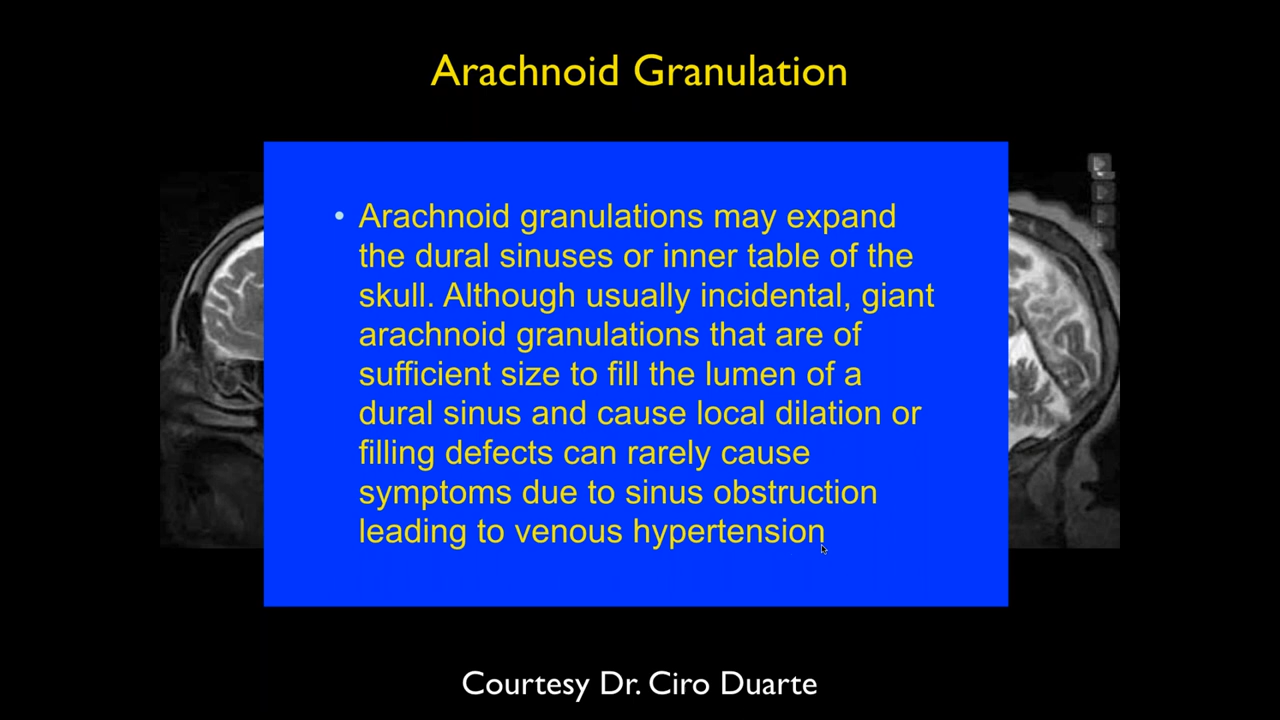 Arachnoid Granulation
• Arachnoid granulations may expand
the dural sinuses or inner table of the
skull. Although usually incidental, giant
arachnoid granulations that are of
sufficient size to fill the lumen of a
dural sinus and cause local dilation or
filling defects can rarely cause
symptoms due to sinus obstruction
leading to venous hypertension
Courtesy Dr. Ciro Duarte